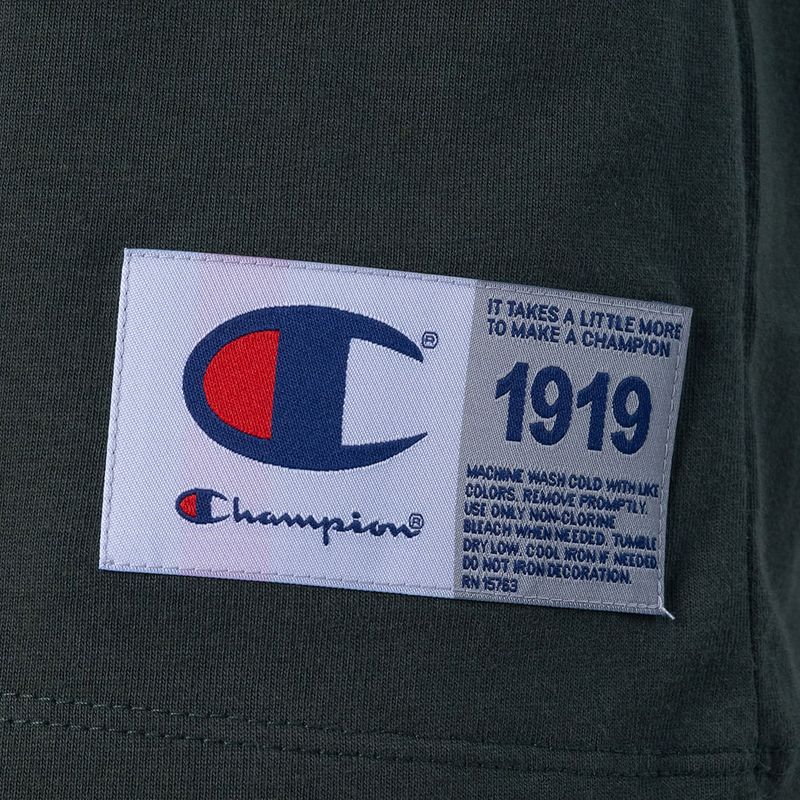 Champion®
IT TAKES A LITTLE MORE
TO MAKE A CHAMPION
1919
MACHINE WASH COLD WITH LIKE
COLORS. REMOVE PROMPTLY.
USE ONLY NON-CLORINE
BLEACH WHEN NEEDED. TUMBLE
DRY LOW. COOL IRON IF NEEDED
DO NOT IRON DECORATION.
RN 15763